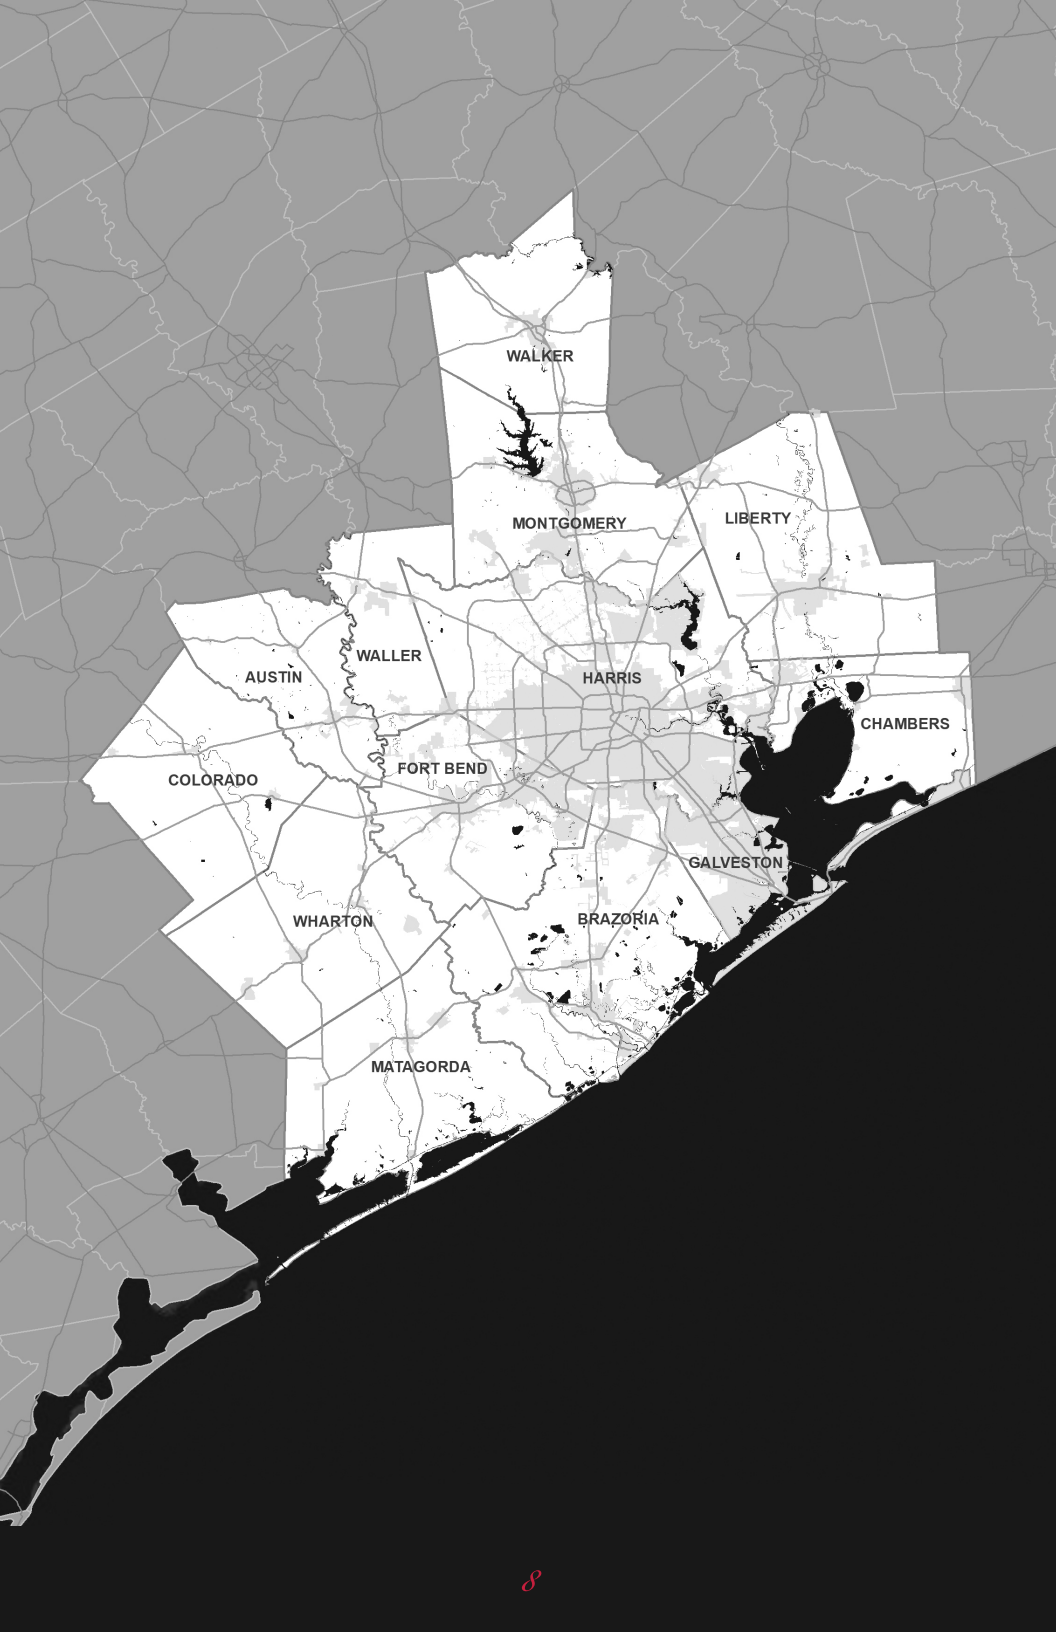 WALKER
MONTGOMERY
LIBERTY
WALLER
AUSTIN
HARRIS
CHAMBERS
FORT BEND
COLORADO
GALVESTON
WHARTON
BRAZORIA
MATAGORDA
8